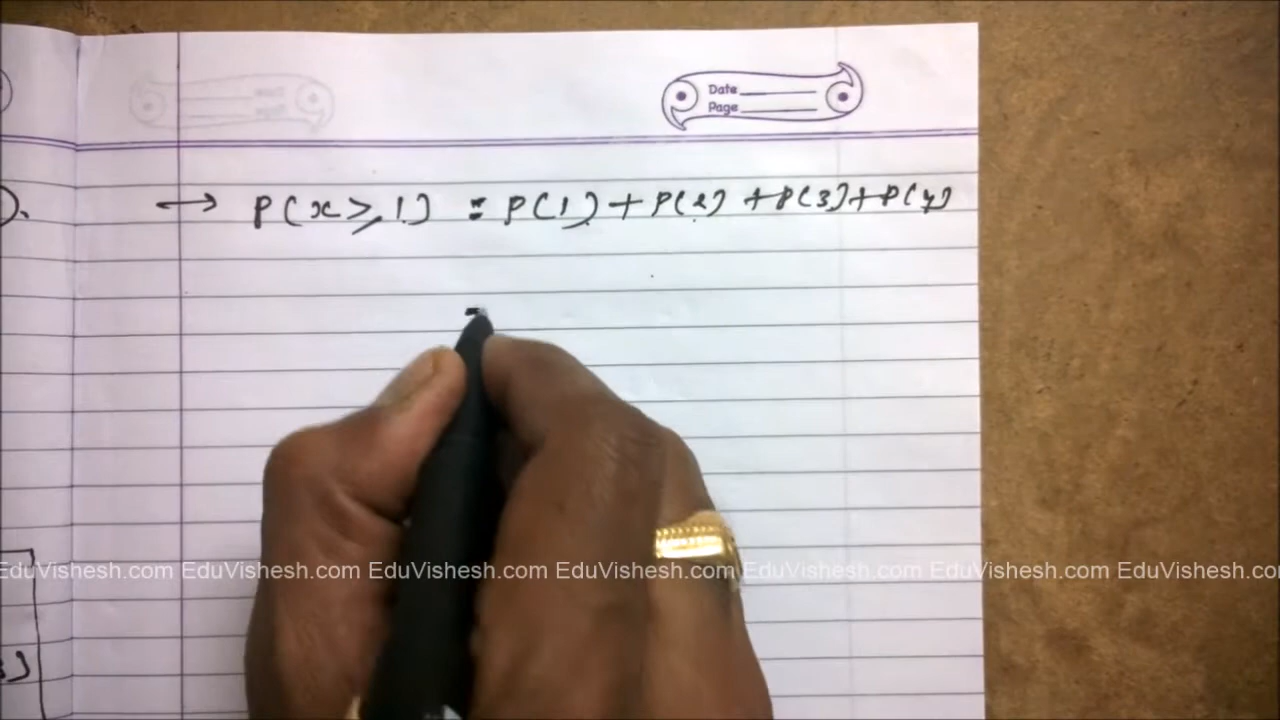 Date
Page
→ P(x ≥ 1) = P(1) + P(2) + P(3) + P(4)
=
EduVishesh.com EduVishesh.com EduVishesh.com EduVishesh.com EduVishesh.com EduVishesh.com EduVishesh.com